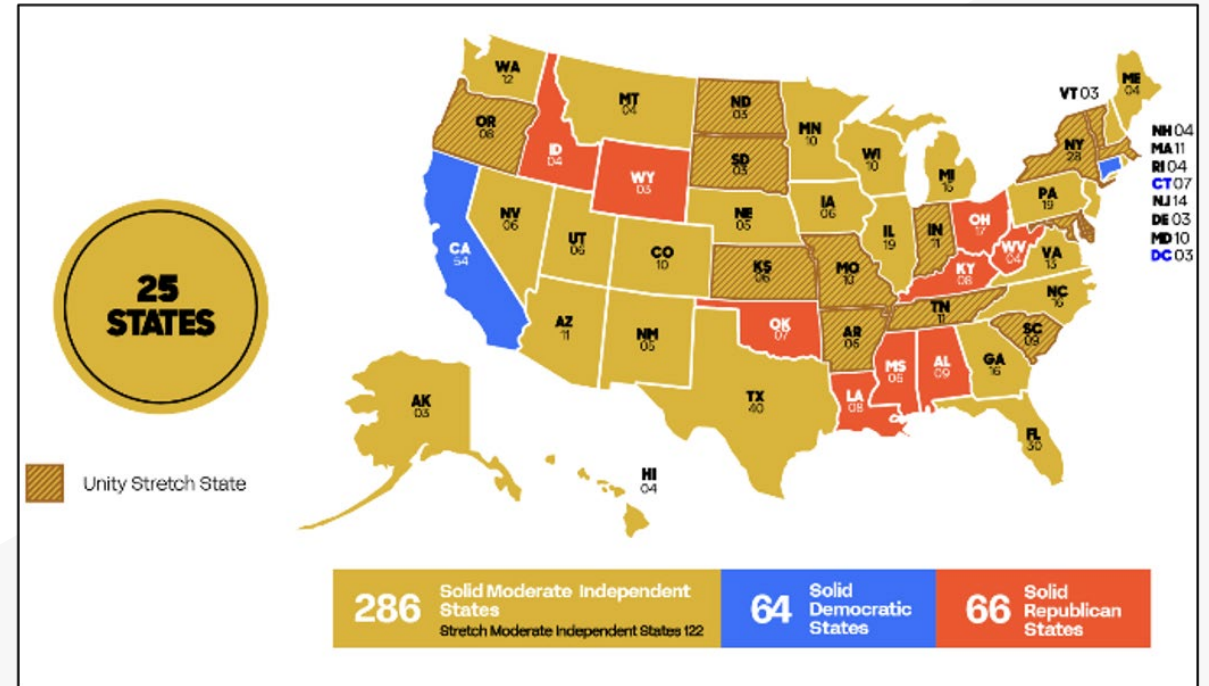 25
STATES
Unity Stretch State
WA
12
OR
08
CA
54
ID
04
NV
06
MT
04
WY
03
UT
06
AZ
11
CO
10
NM
05
ND
03
SD
03
NE
05
KS
06
OK
07
TX
40
MN
10
IA
06
MO
10
AR
06
LA
08
WI
10
IL
19
MS
06
MI
15
IN
11
KY
08
TN
11
AL
09
OH
17
WV
04
GA
16
FL
30
SC
09
NC
16
VA
13
PA
19
NY
28
VT 03
ME
04
NH 04
MA 11
RI 04
CT 07
NJ 14
DE 03
MD 10
DC 03
AK
03
HI
04
286
Solid Moderate Independent
States
Stretch Moderate Independent States 122
64
Solid
Democratic
States
66
Solid
Republican
States